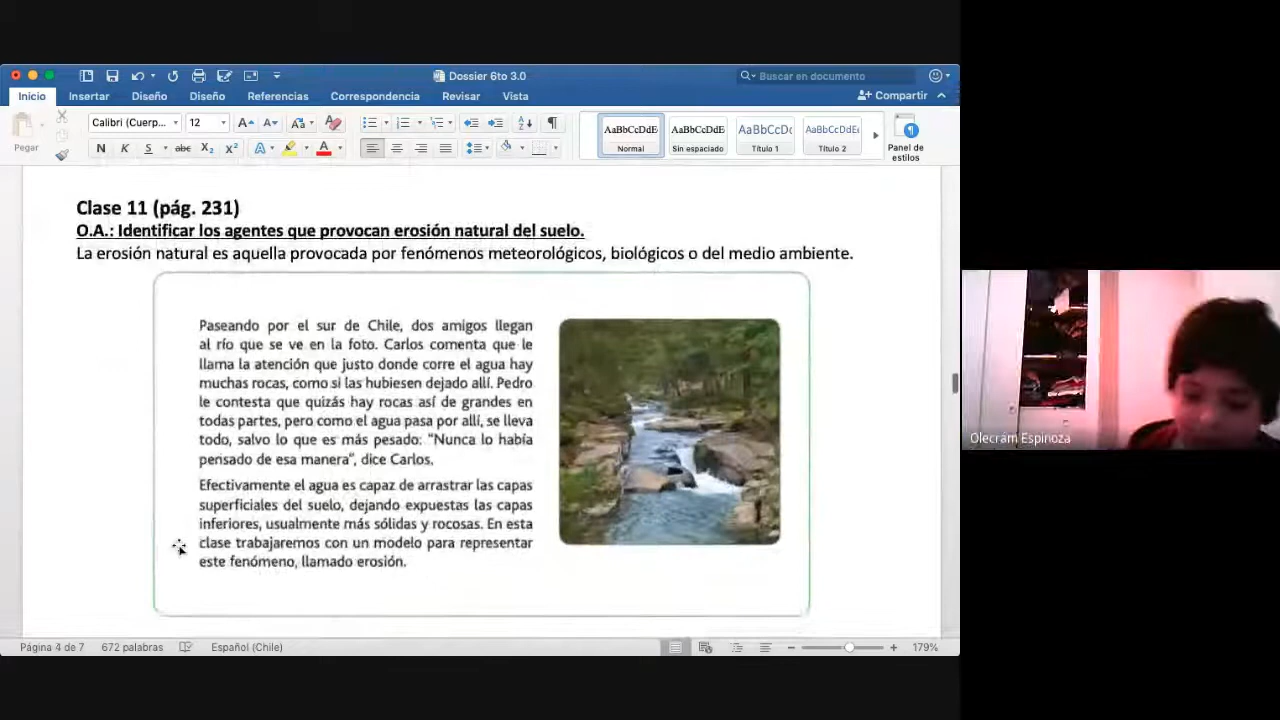 Dossier 6to 3.0
Buscar en documento
Inicio
Insertar
Diseño
Diseño
Referencias
Correspondencia
Revisar
Vista
Compartir
Pegar
Calibri (Cuerp...
12
N K S abc X₂ X²
AaBbCcDdE
Normal
AaBbCcDdE
Sin espaciado
AaBbCcDc
Título 1
AaBbCcDdEe
Título 2
Panel de
estilos
Clase 11 (pág. 231)
O.A.: Identificar los agentes que provocan erosión natural del suelo.
La erosión natural es aquella provocada por fenómenos meteorológicos, biológicos o del medio ambiente.
Paseando por el sur de Chile, dos amigos llegan
al río que se ve en la foto. Carlos comenta que le
llama la atención que justo donde corre el agua hay
muchas rocas, como si las hubiesen dejado allí. Pedro
le contesta que quizás hay rocas así de grandes en
todas partes, pero como el agua pasa por allí, se lleva
todo, salvo lo que es más pesado: "Nunca lo había
pensado de esa manera", dice Carlos.
Efectivamente el agua es capaz de arrastrar las capas
superficiales del suelo, dejando expuestas las capas
inferiores, usualmente más sólidas y rocosas. En esta
clase trabajaremos con un modelo para representar
este fenómeno, llamado erosión.
Olecram Espinoza
Página 4 de 7
672 palabras
Español (Chile)
179%